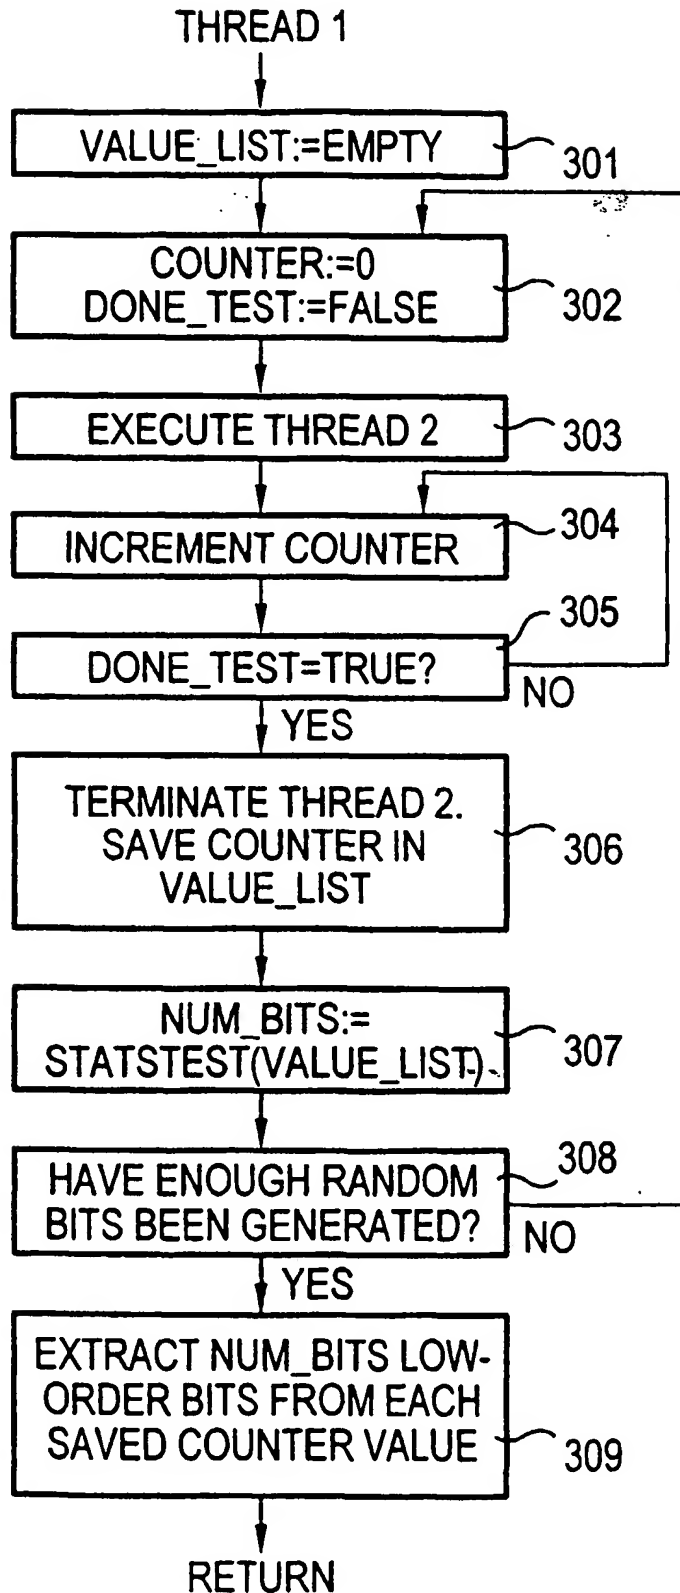 THREAD 1
VALUE_LIST:=EMPTY
301
COUNTER:=0
DONE_TEST:=FALSE
302
EXECUTE THREAD 2
303
INCREMENT COUNTER
304
DONE_TEST=TRUE?
305
NO
YES
TERMINATE THREAD 2.
SAVE COUNTER IN
VALUE_LIST
306
NUM_BITS:=
STATSTEST(VALUE_LIST)
307
HAVE ENOUGH RANDOM
BITS BEEN GENERATED?
308
NO
YES
EXTRACT NUM_BITS LOW-
ORDER BITS FROM EACH
SAVED COUNTER VALUE
309
RETURN